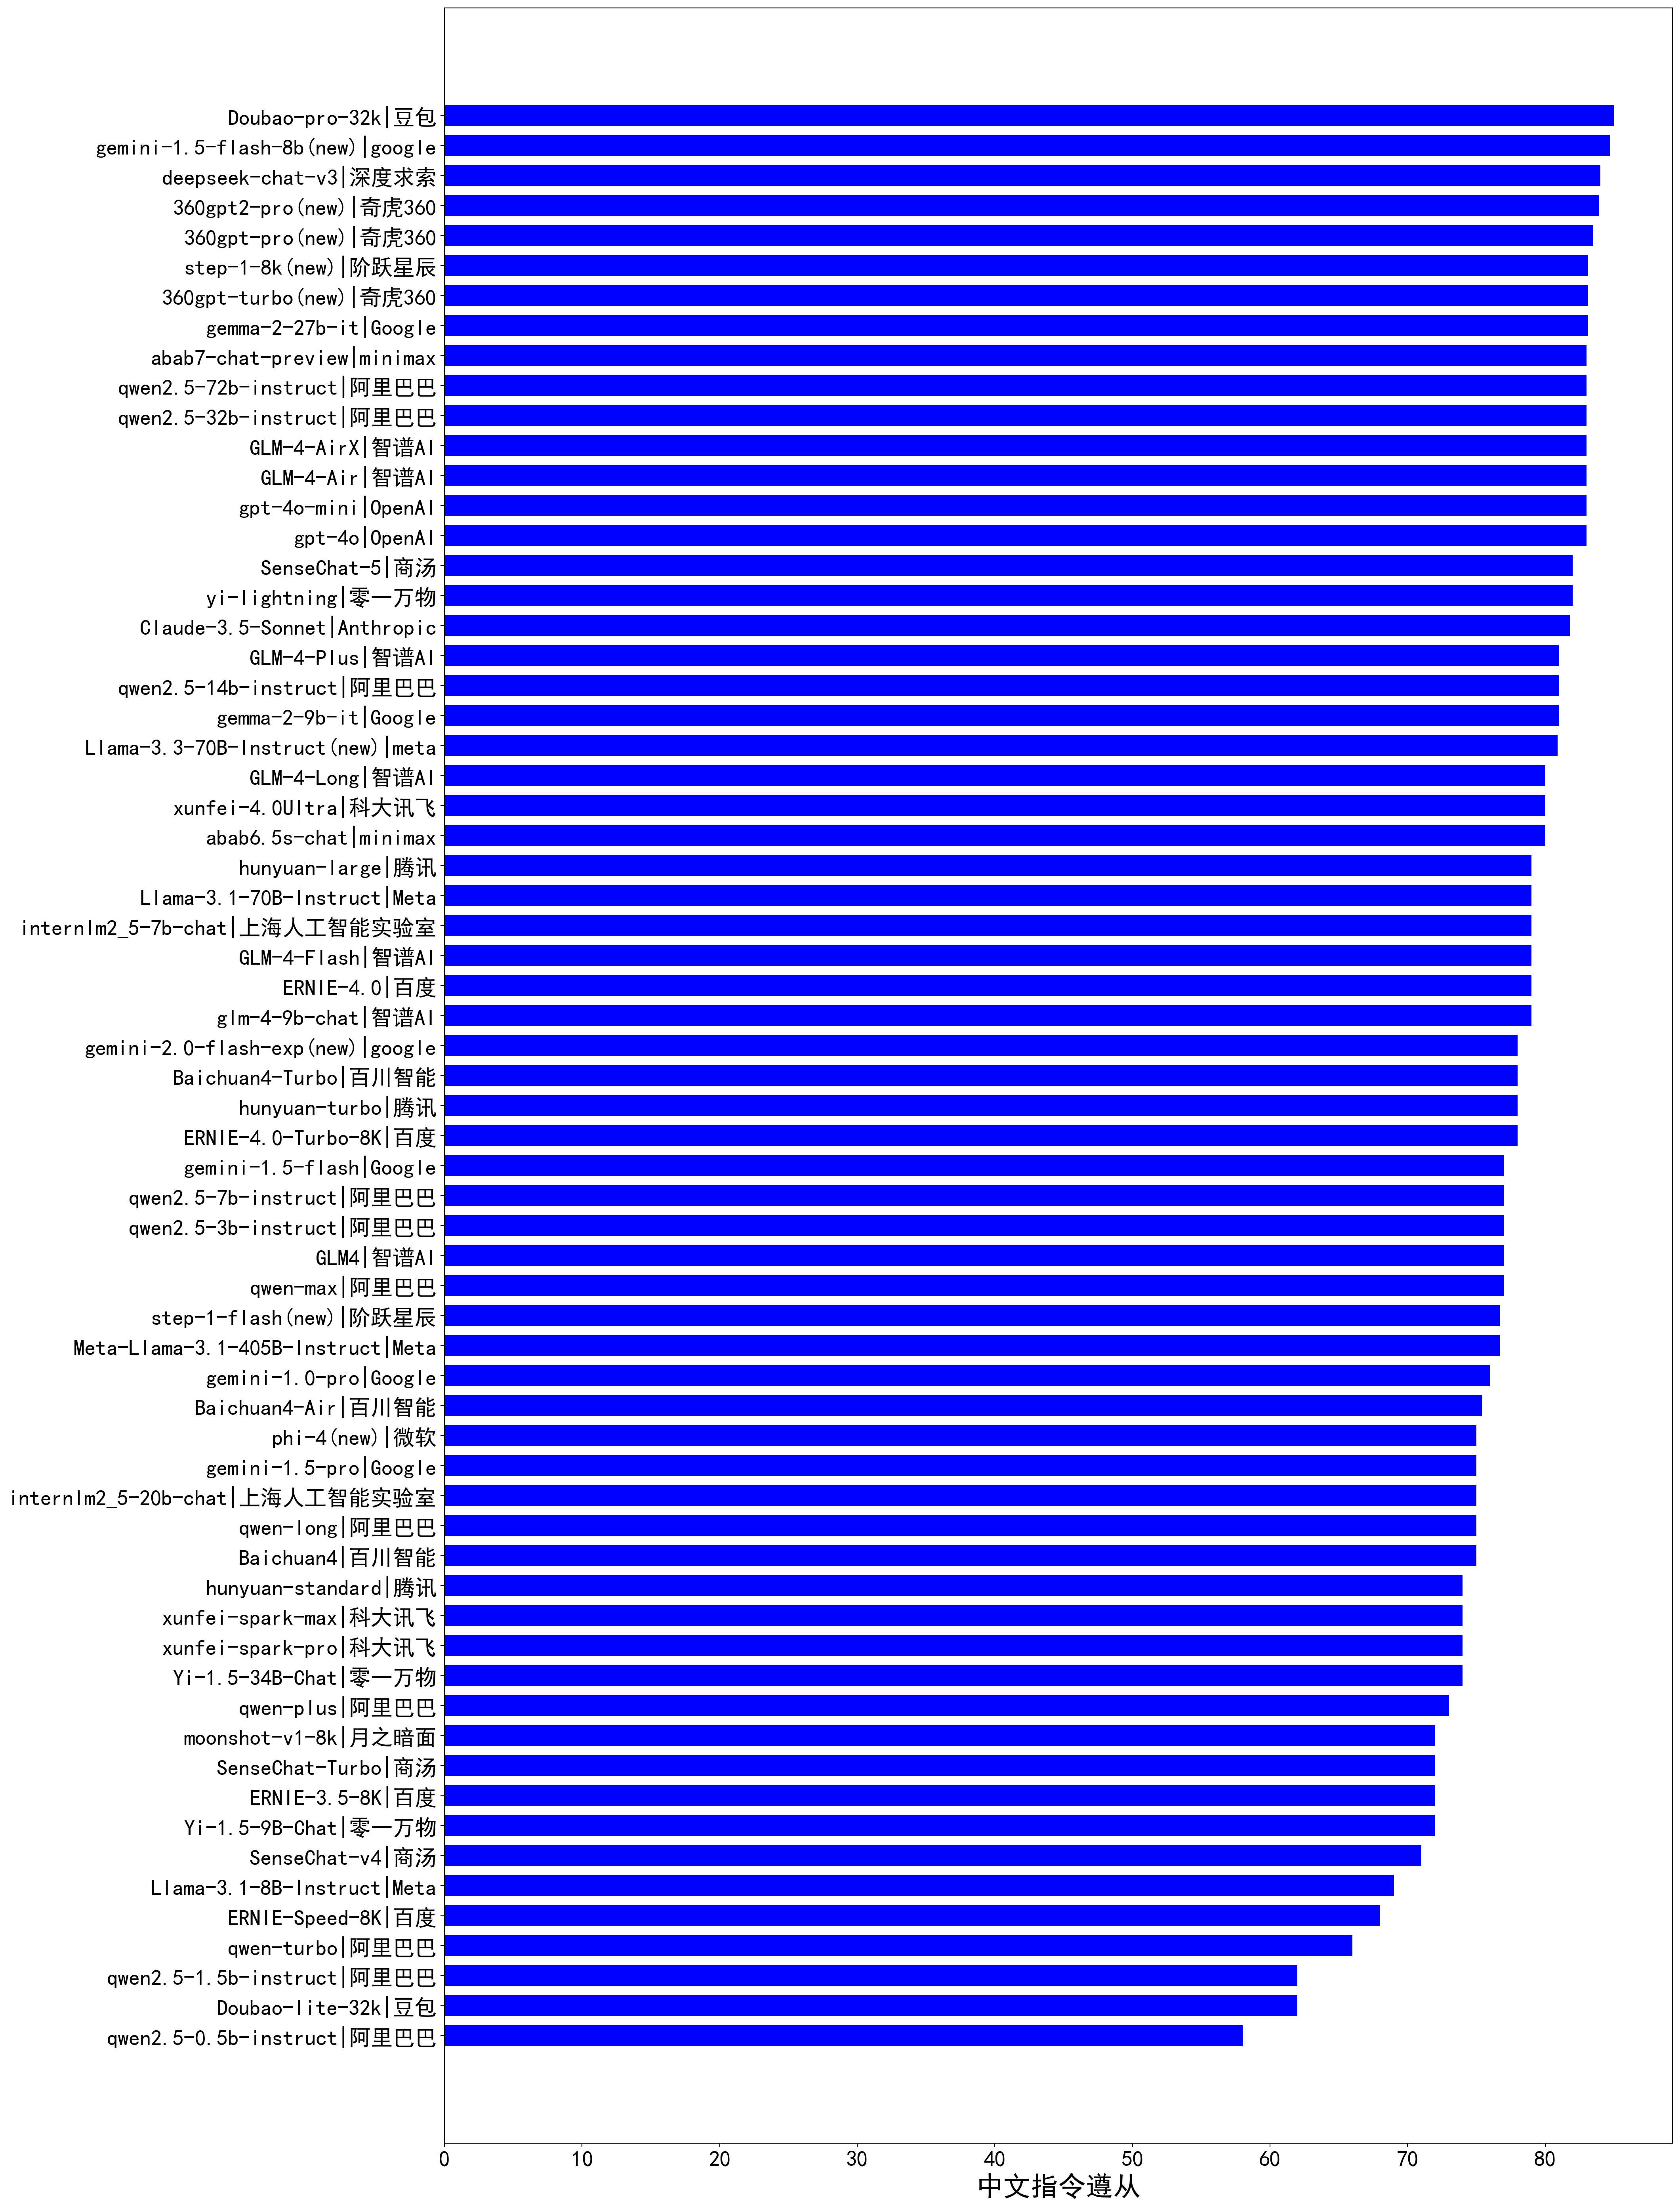 Doubao-pro-32k|豆包
gemini-1.5-flash-8b(new)|google
deepseek-chat-v3|深度求索
360gpt2-pro(new)|奇虎360
360gpt-pro(new)|奇虎360
step-1-8k(new)|阶跃星辰
360gpt-turbo(new)|奇虎360
gemma-2-27b-it|Google
abab7-chat-preview|minimax
qwen2.5-72b-instruct|阿里巴巴
qwen2.5-32b-instruct|阿里巴巴
GLM-4-AirX|智谱AI
GLM-4-Air|智谱AI
gpt-4o-mini|OpenAI
gpt-4o|OpenAI
SenseChat-5|商汤
yi-lightning|零一万物
Claude-3.5-Sonnet|Anthropic
GLM-4-Plus|智谱AI
qwen2.5-14b-instruct|阿里巴巴
gemma-2-9b-it|Google
Llama-3.3-70B-Instruct(new)|meta
GLM-4-Long|智谱AI
xunfei-4.0Ultra|科大讯飞
abab6.5s-chat|minimax
hunyuan-large|腾讯
Llama-3.1-70B-Instruct|Meta
internlm2_5-7b-chat|上海人工智能实验室
GLM-4-Flash|智谱AI
ERNIE-4.0|百度
glm-4-9b-chat|智谱AI
gemini-2.0-flash-exp(new)|google
Baichuan4-Turbo|百川智能
hunyuan-turbo|腾讯
ERNIE-4.0-Turbo-8K|百度
gemini-1.5-flash|Google
qwen2.5-7b-instruct|阿里巴巴
qwen2.5-3b-instruct|阿里巴巴
GLM4|智谱AI
qwen-max|阿里巴巴
step-1-flash(new)|阶跃星辰
Meta-Llama-3.1-405B-Instruct|Meta
gemini-1.0-pro|Google
Baichuan4-Air|百川智能
phi-4(new)|微软
gemini-1.5-pro|Google
internlm2_5-20b-chat|上海人工智能实验室
qwen-long|阿里巴巴
Baichuan4|百川智能
hunyuan-standard|腾讯
xunfei-spark-max|科大讯飞
xunfei-spark-pro|科大讯飞
Yi-1.5-34B-Chat|零一万物
qwen-plus|阿里巴巴
moonshot-v1-8k|月之暗面
SenseChat-Turbo|商汤
ERNIE-3.5-8K|百度
Yi-1.5-9B-Chat|零一万物
SenseChat-v4|商汤
Llama-3.1-8B-Instruct|Meta
ERNIE-Speed-8K|百度
qwen-turbo|阿里巴巴
qwen2.5-1.5b-instruct|阿里巴巴
Doubao-lite-32k|豆包
qwen2.5-0.5b-instruct|阿里巴巴
0 10 20 30 40 50 60 70 80
中文指令遵从